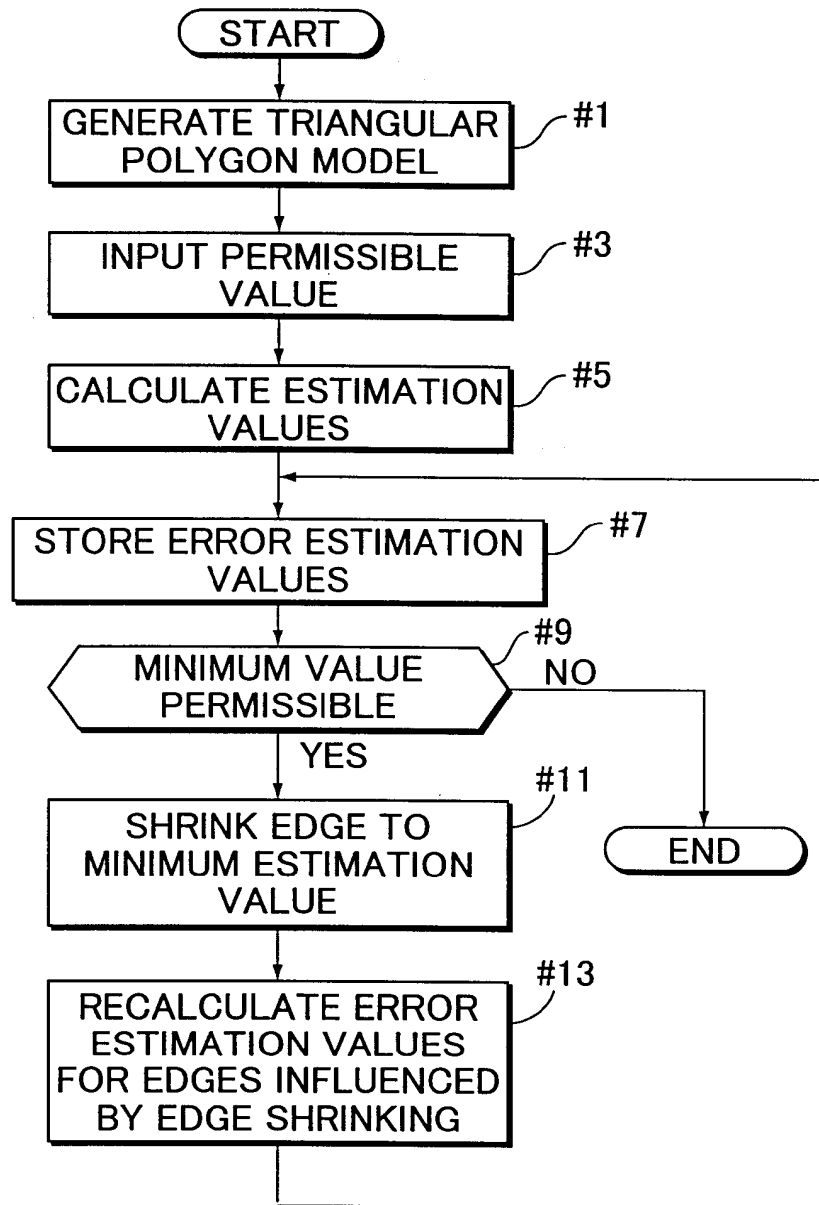 START
GENERATE TRIANGULAR
POLYGON MODEL
#1
INPUT PERMISSIBLE
VALUE
#3
CALCULATE ESTIMATION
VALUES
#5
STORE ERROR ESTIMATION
VALUES
#7
MINIMUM VALUE
PERMISSIBLE
#9
NO
YES
SHRINK EDGE TO
MINIMUM ESTIMATION
VALUE
#11
END
RECALCULATE ERROR
ESTIMATION VALUES
FOR EDGES INFLUENCED
BY EDGE SHRINKING
#13